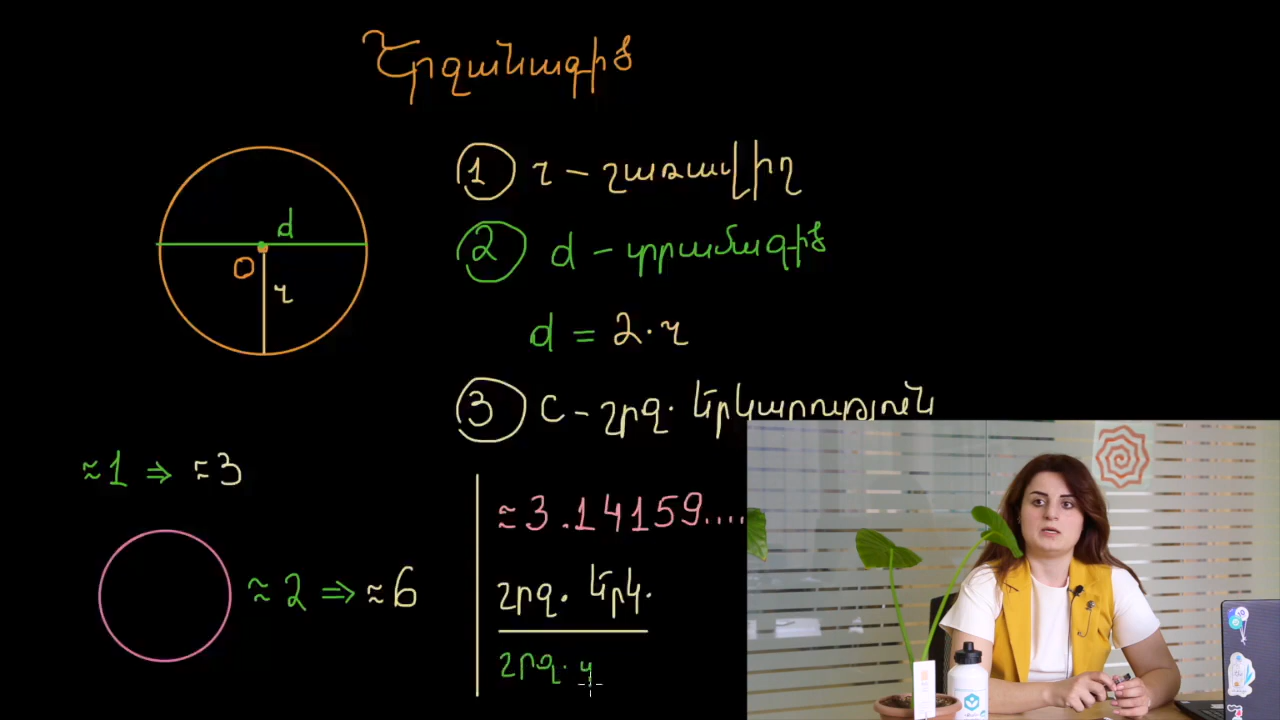 Շրջանագիծ
d
O
r
1 r – շառավիղ
2 d – տրամագիծ
d = 2 · r
3 C – շրջ. երկարություն
≈1 ⇒ ≈3
≈2 ⇒ ≈6
≈3.14159....
շրջ. երկ.
շրջ.